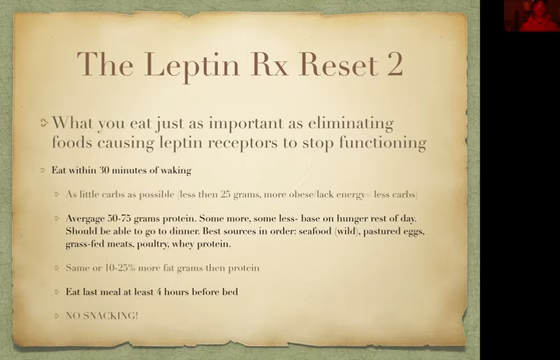 The Leptin Rx Reset 2
What you eat just as important as eliminating
foods causing leptin receptors to stop functioning
Eat within 30 minutes of waking
As little carbs as possible (less then 25 grams, more obese/lack energy= less carbs)
Avergage 50-75 grams protein. Some more, some less- base on hunger rest of day.
Should be able to go to dinner. Best sources in order: seafood (wild), pastured eggs,
grass-fed meats, poultry, whey protein.
Same or 10-25% more fat grams then protein
Eat last meal at least 4 hours before bed
NO SNACKING!